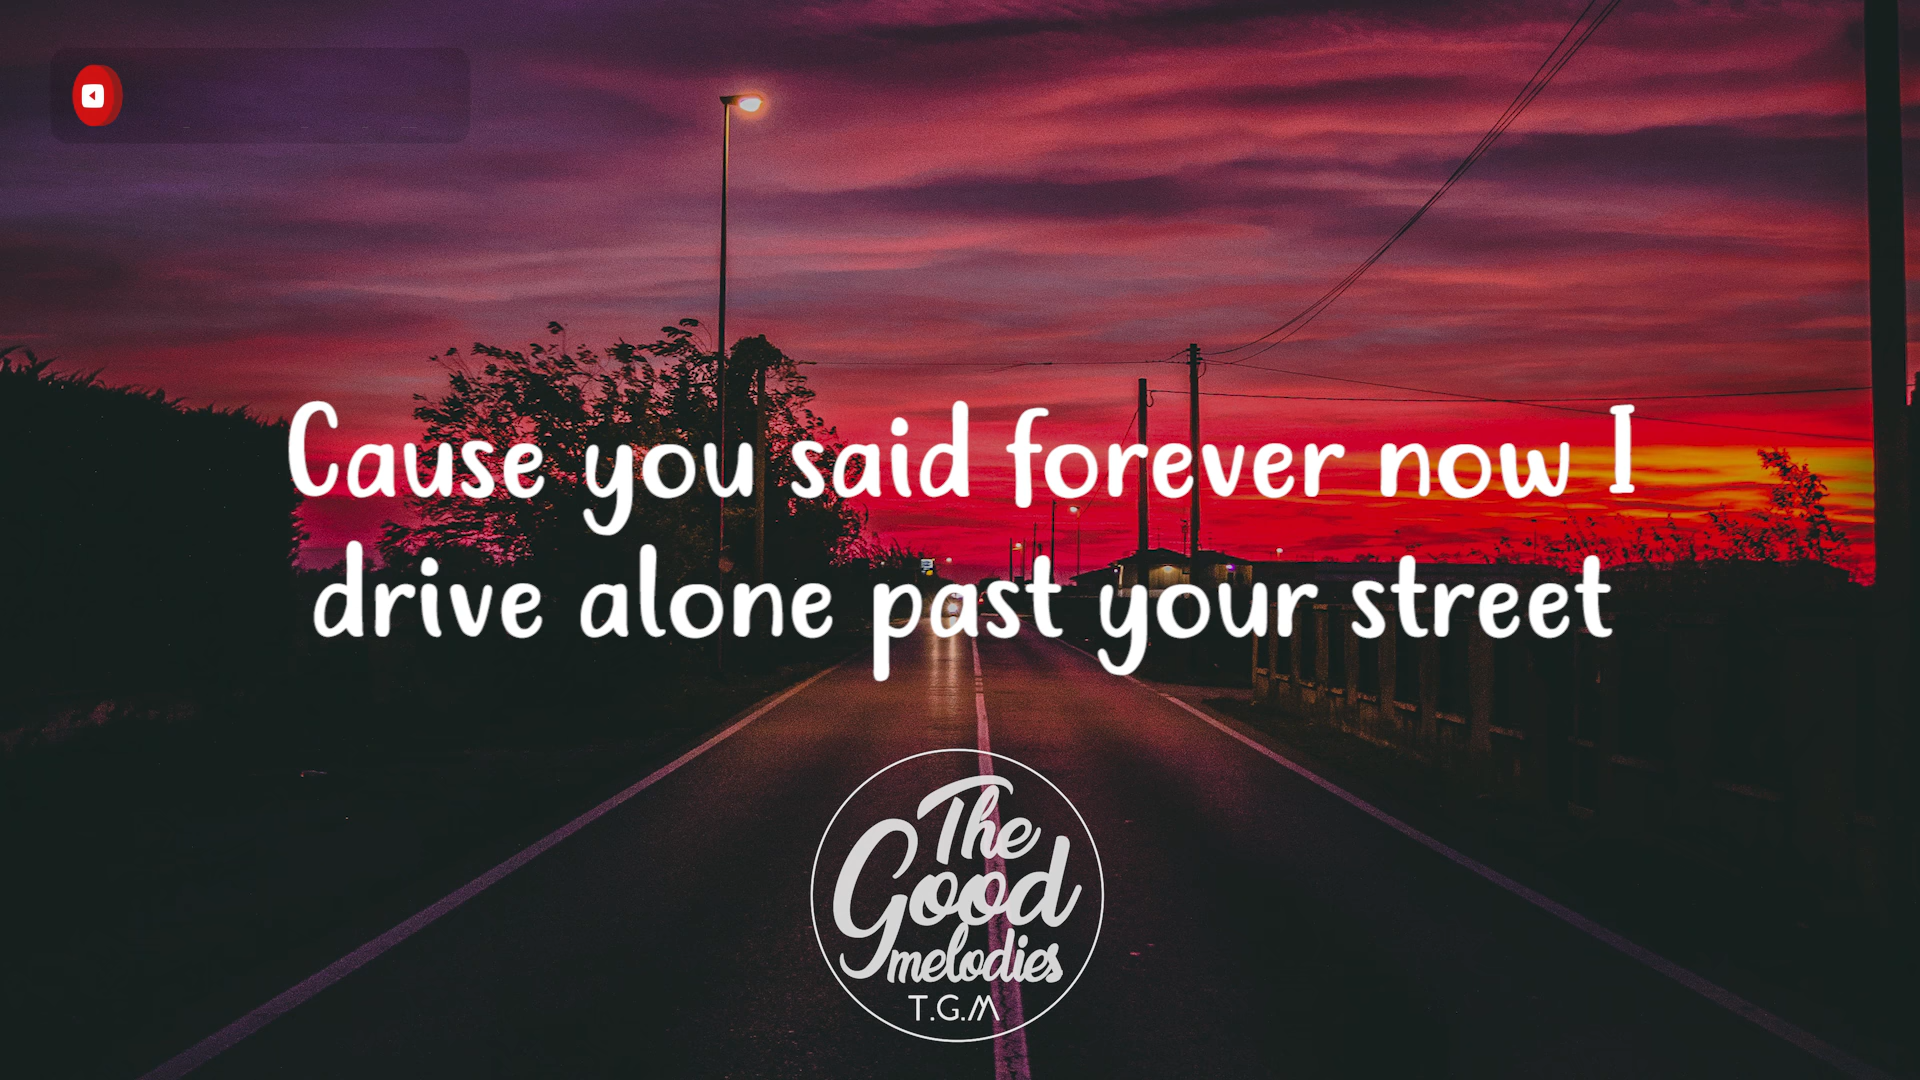 Cause you said forever now I
drive alone past your street
The
Good
melodies
T.G.M